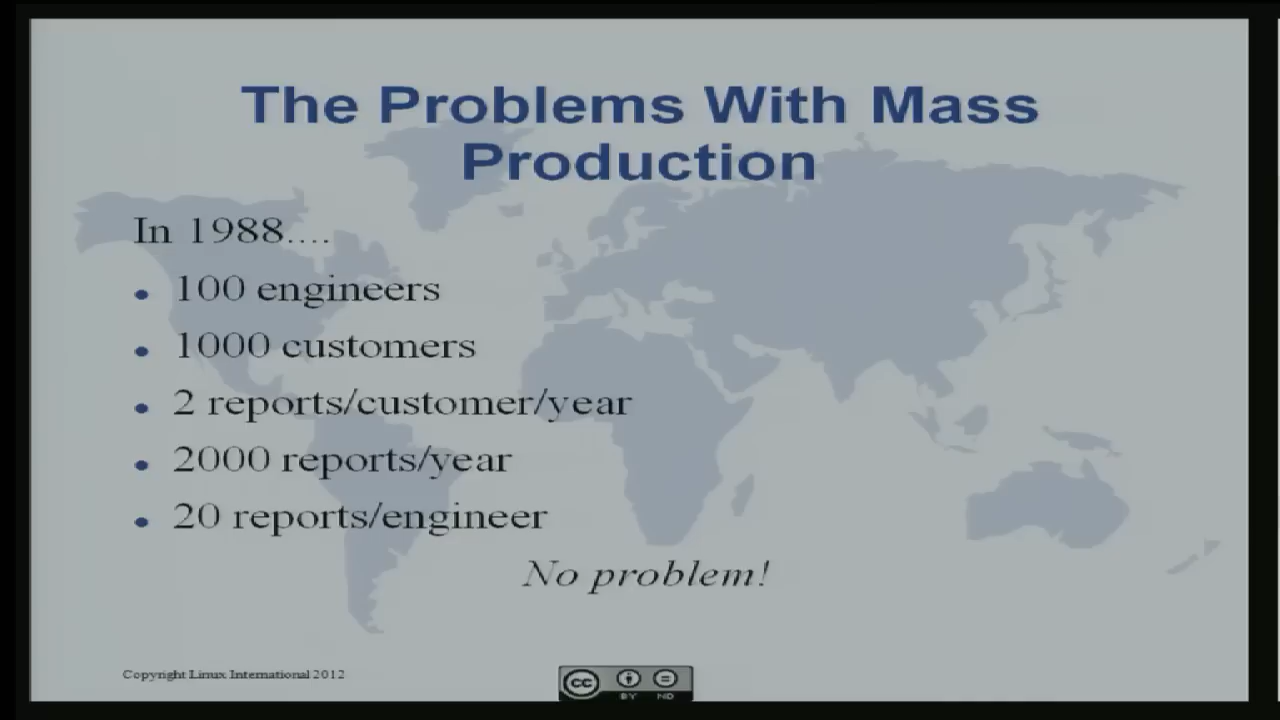 The Problems With Mass
Production
In 1988....
• 100 engineers
• 1000 customers
• 2 reports/customer/year
• 2000 reports/year
• 20 reports/engineer
No problem!
Copyright Linux International 2012
cc
BY ND